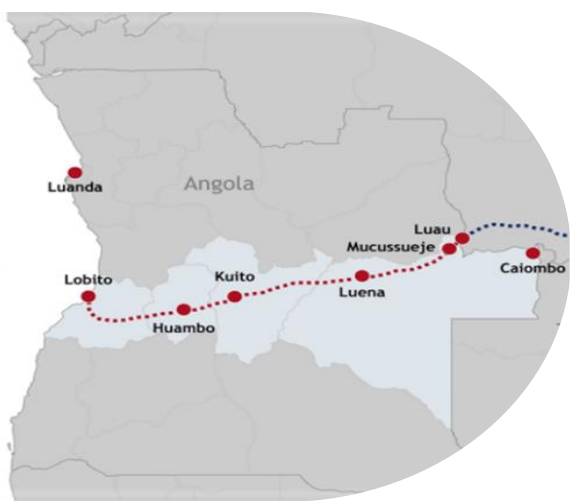 Luanda
Angola
Luau
Mucussueje
Caiombo
Lobito
Kuito
Luena
Huambo